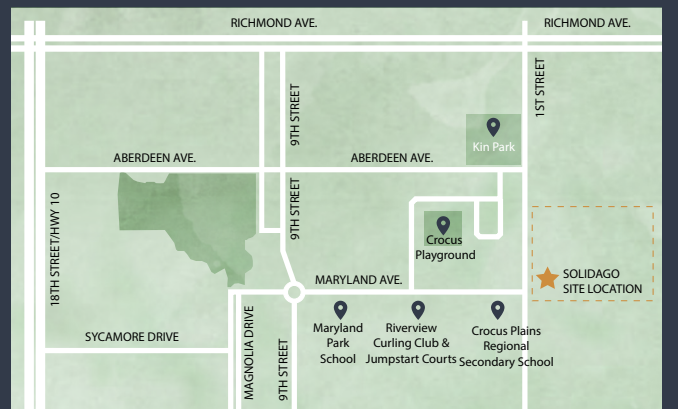 RICHMOND AVE.
RICHMOND AVE.
9TH STREET
1ST STREET
Kin Park
ABERDEEN AVE.
ABERDEEN AVE.
18TH STREET/HWY 10
9TH STREET
Crocus
Playground
MARYLAND AVE.
SOLIDAGO
SITE LOCATION
SYCAMORE DRIVE
MAGNOLIA DRIVE
9TH STREET
Maryland
Park
School
Riverview
Curling Club &
Jumpstart Courts
Crocus Plains
Regional
Secondary School